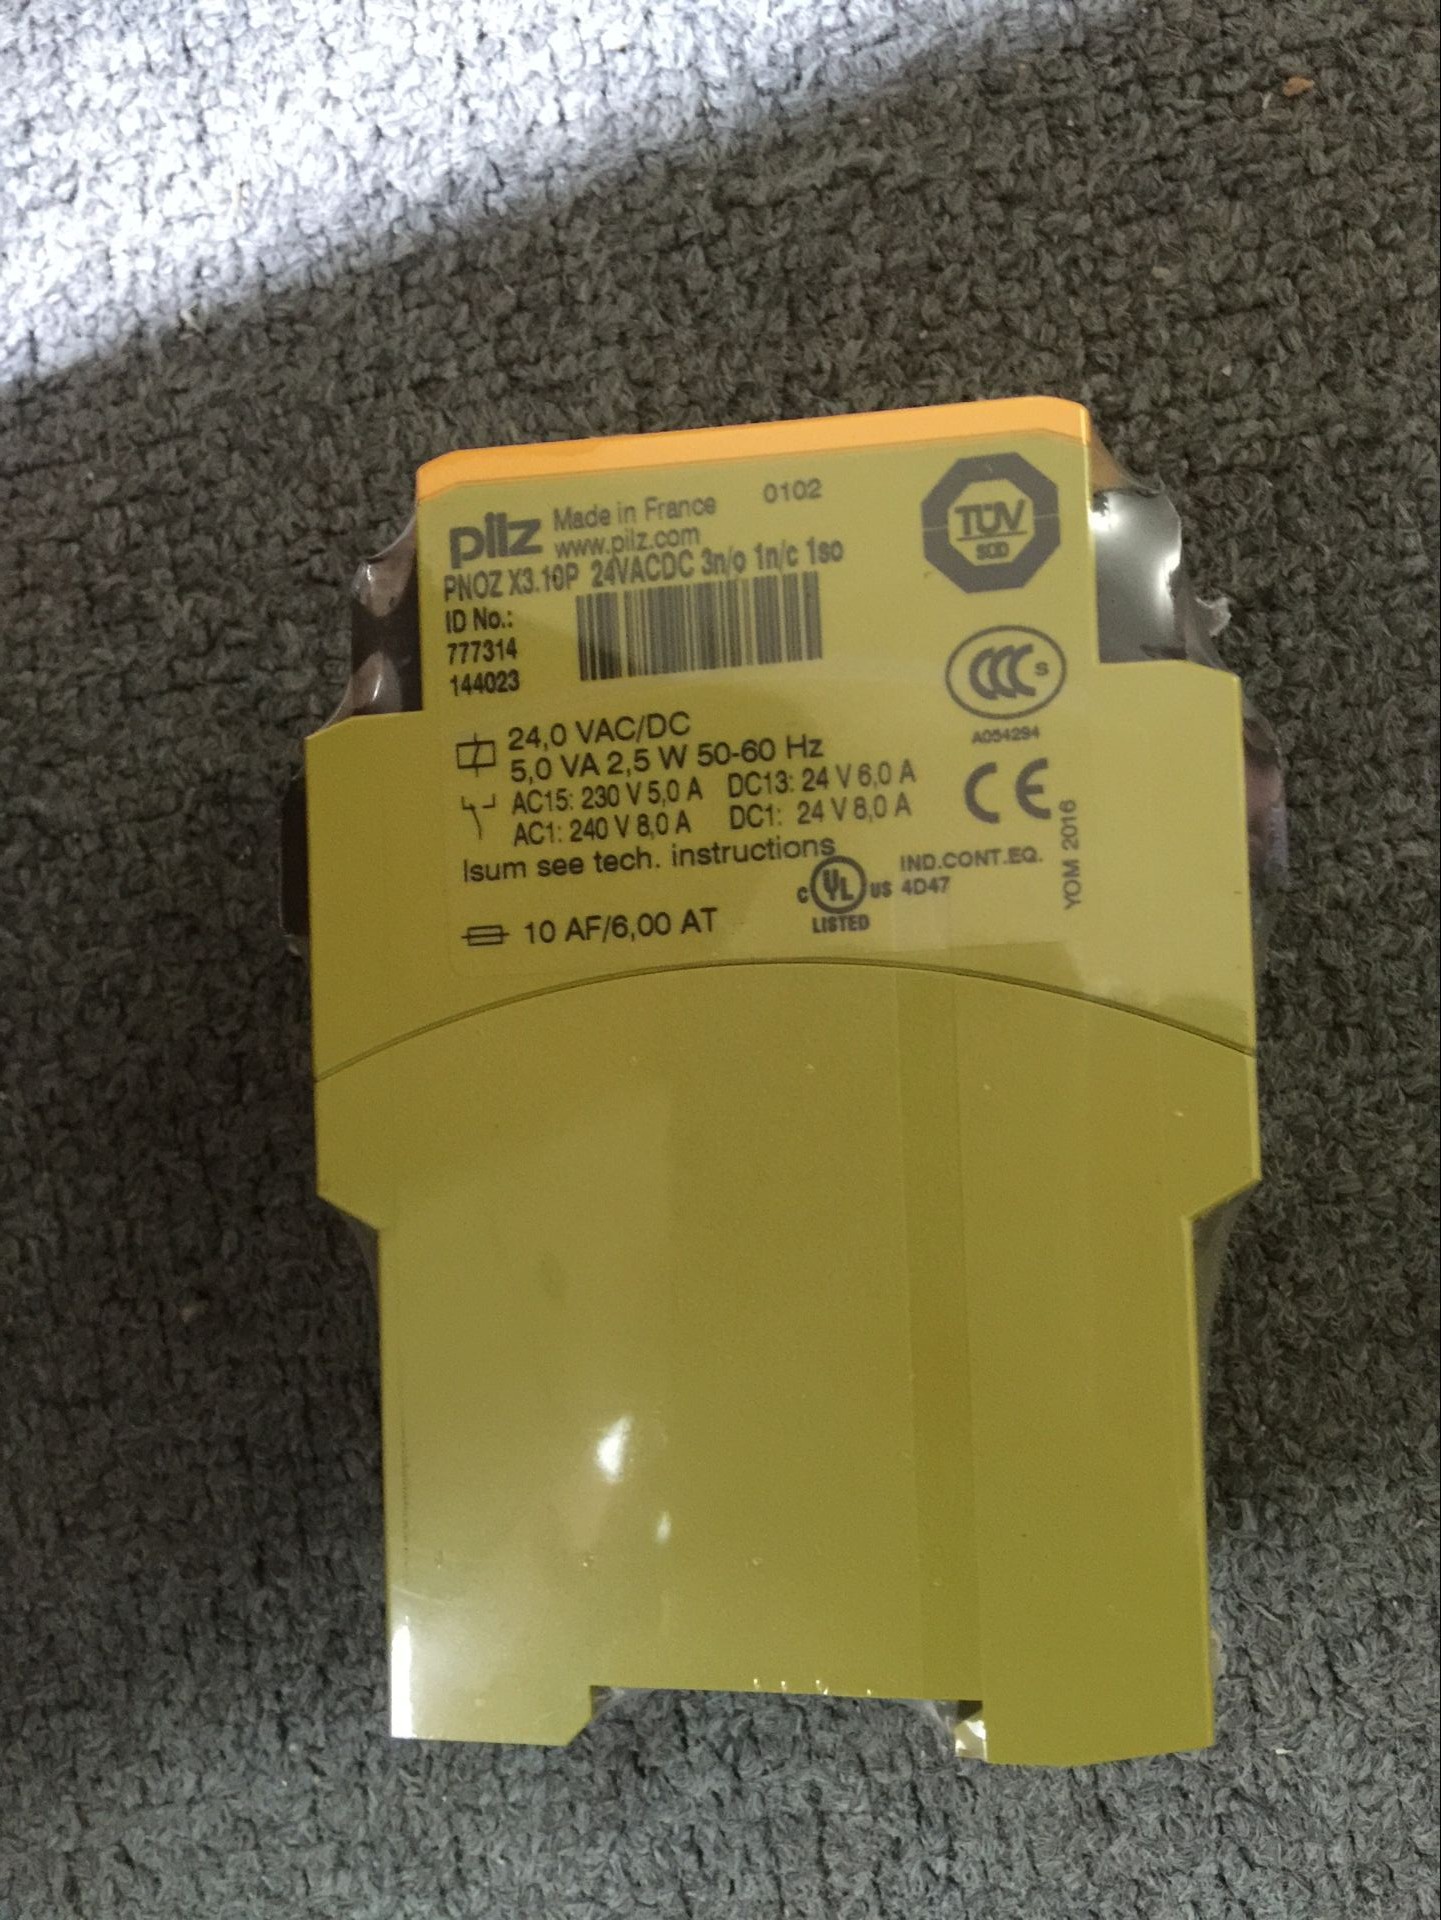 pilz Made in France 0102
www.pilz.com
PNOZ X3.10P 24VACDC 3n/o 1n/c 1so
ID No.:
777314
144023
TÜV
SÜD
CCC S
A054294
24,0 VAC/DC
5,0 VA 2,5 W 50-60 Hz
AC15: 230 V 5,0 A DC13: 24 V 6,0 A
AC1: 240 V 8,0 A DC1: 24 V 8,0 A
CE
Isum see tech. instructions
YOM 2016
C UL US IND.CONT.EQ.
4D47
LISTED
10 AF/6,00 AT